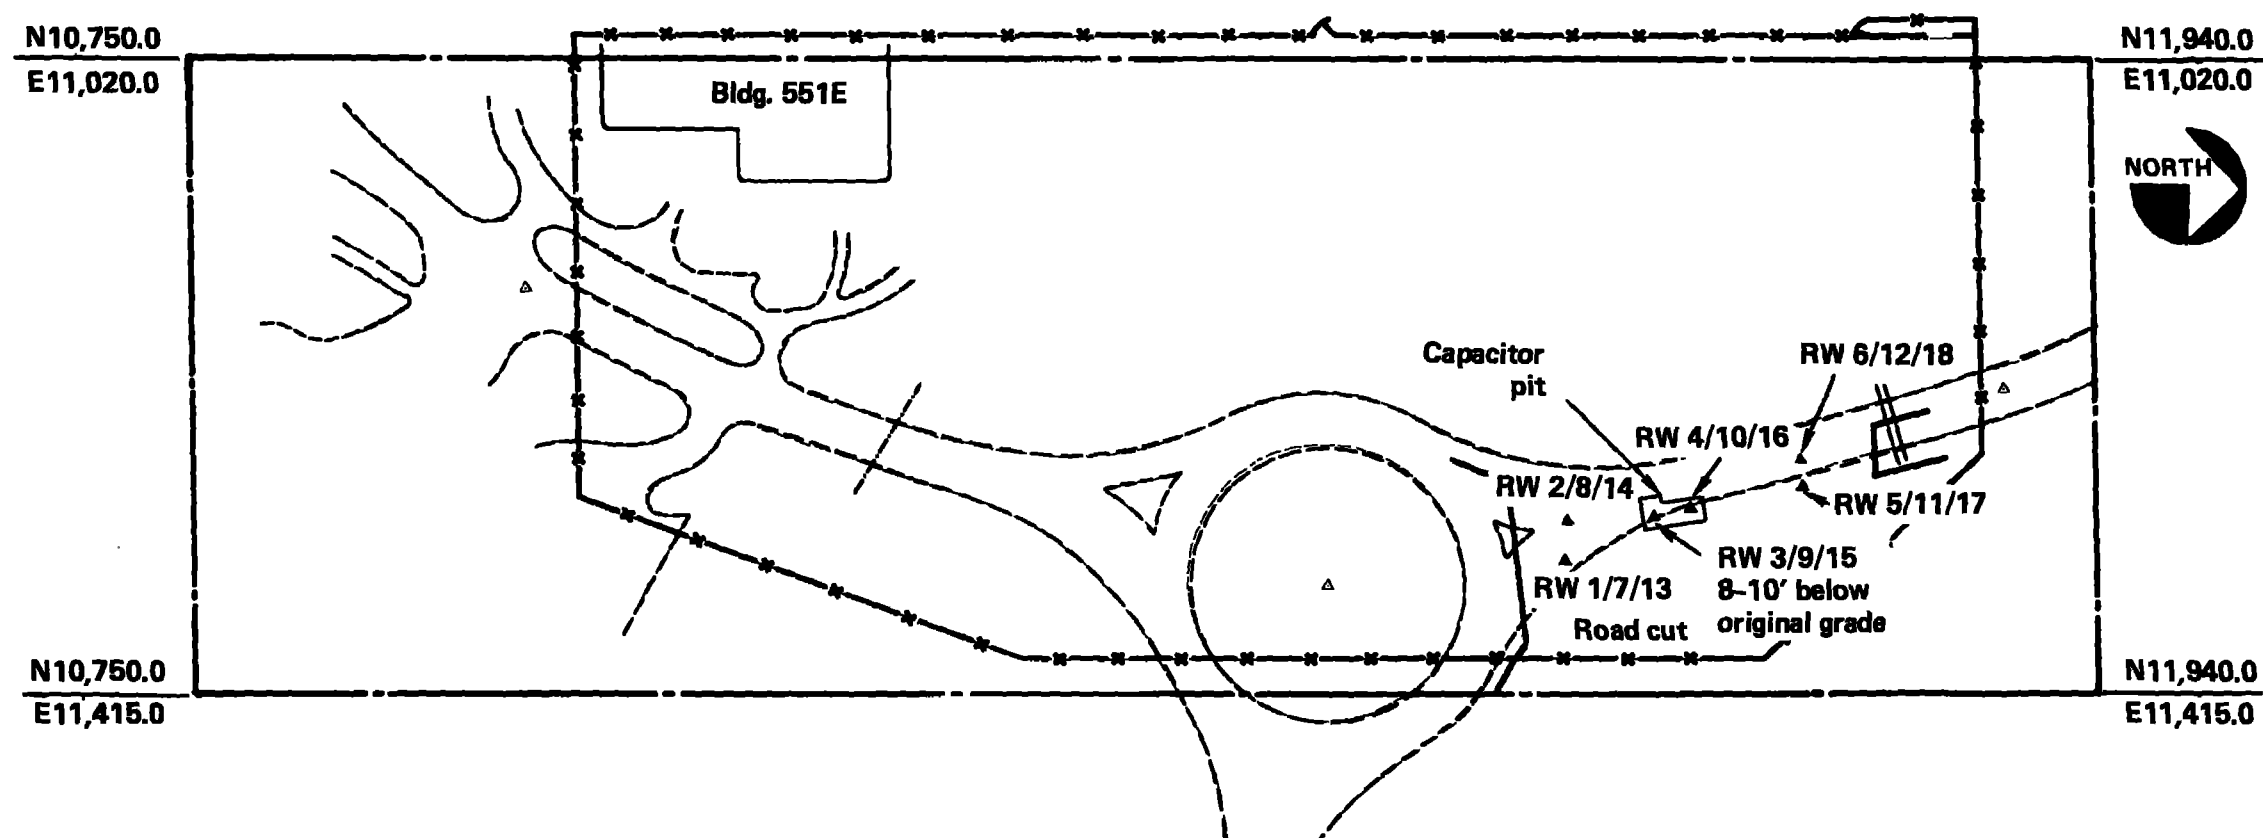 N10,750.0
E11,020.0
N11,940.0
E11,020.0
Bldg. 551E
NORTH
Capacitor
pit
RW 6/12/18
RW 4/10/16
RW 2/8/14
RW 5/11/17
RW 3/9/15
8–10′ below
original grade
RW 1/7/13
Road cut
N10,750.0
E11,415.0
N11,940.0
E11,415.0